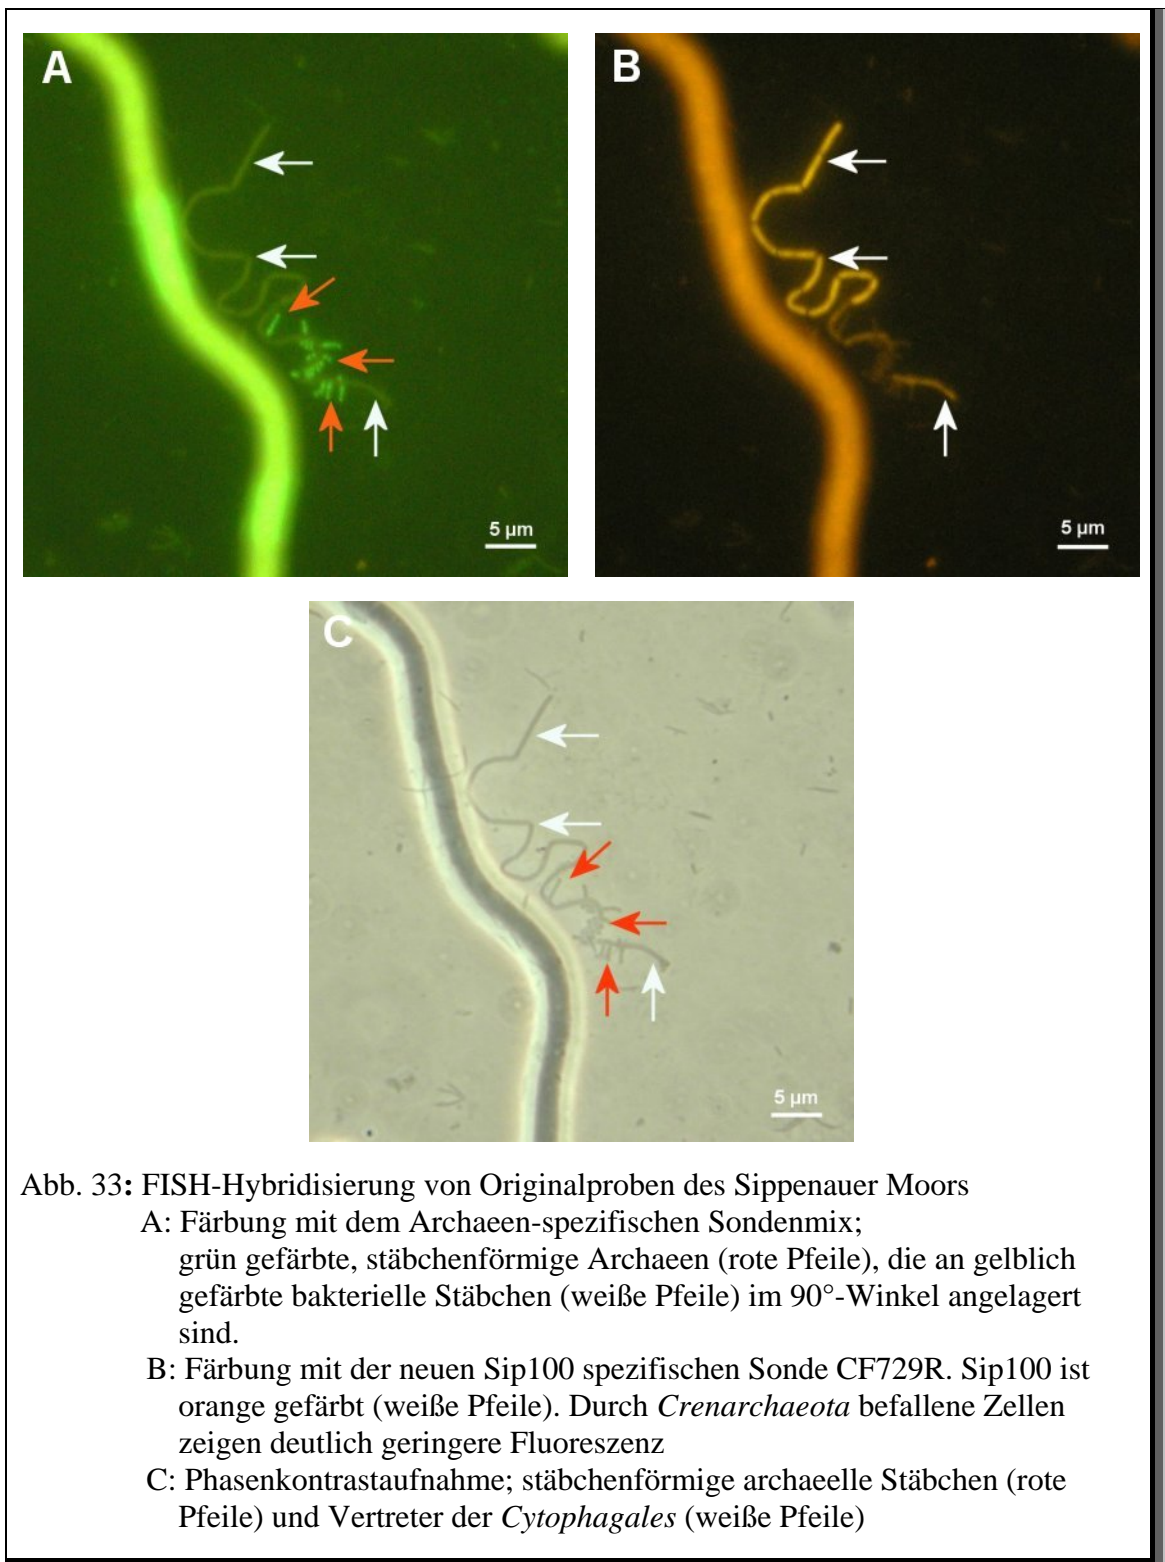 A
B
5 µm
5 µm
C
5 µm
Abb. 33: FISH-Hybridisierung von Originalproben des Sippenauer Moors
A: Färbung mit dem Archaeen-spezifischen Sondenmix;
grün gefärbte, stäbchenförmige Archaeen (rote Pfeile), die an gelblich
gefärbte bakterielle Stäbchen (weiße Pfeile) im 90°-Winkel angelagert
sind.
B: Färbung mit der neuen Sip100 spezifischen Sonde CF729R. Sip100 ist
orange gefärbt (weiße Pfeile). Durch Crenarchaeota befallene Zellen
zeigen deutlich geringere Fluoreszenz
C: Phasenkontrastaufnahme; stäbchenförmige archaeelle Stäbchen (rote
Pfeile) und Vertreter der Cytophagales (weiße Pfeile)